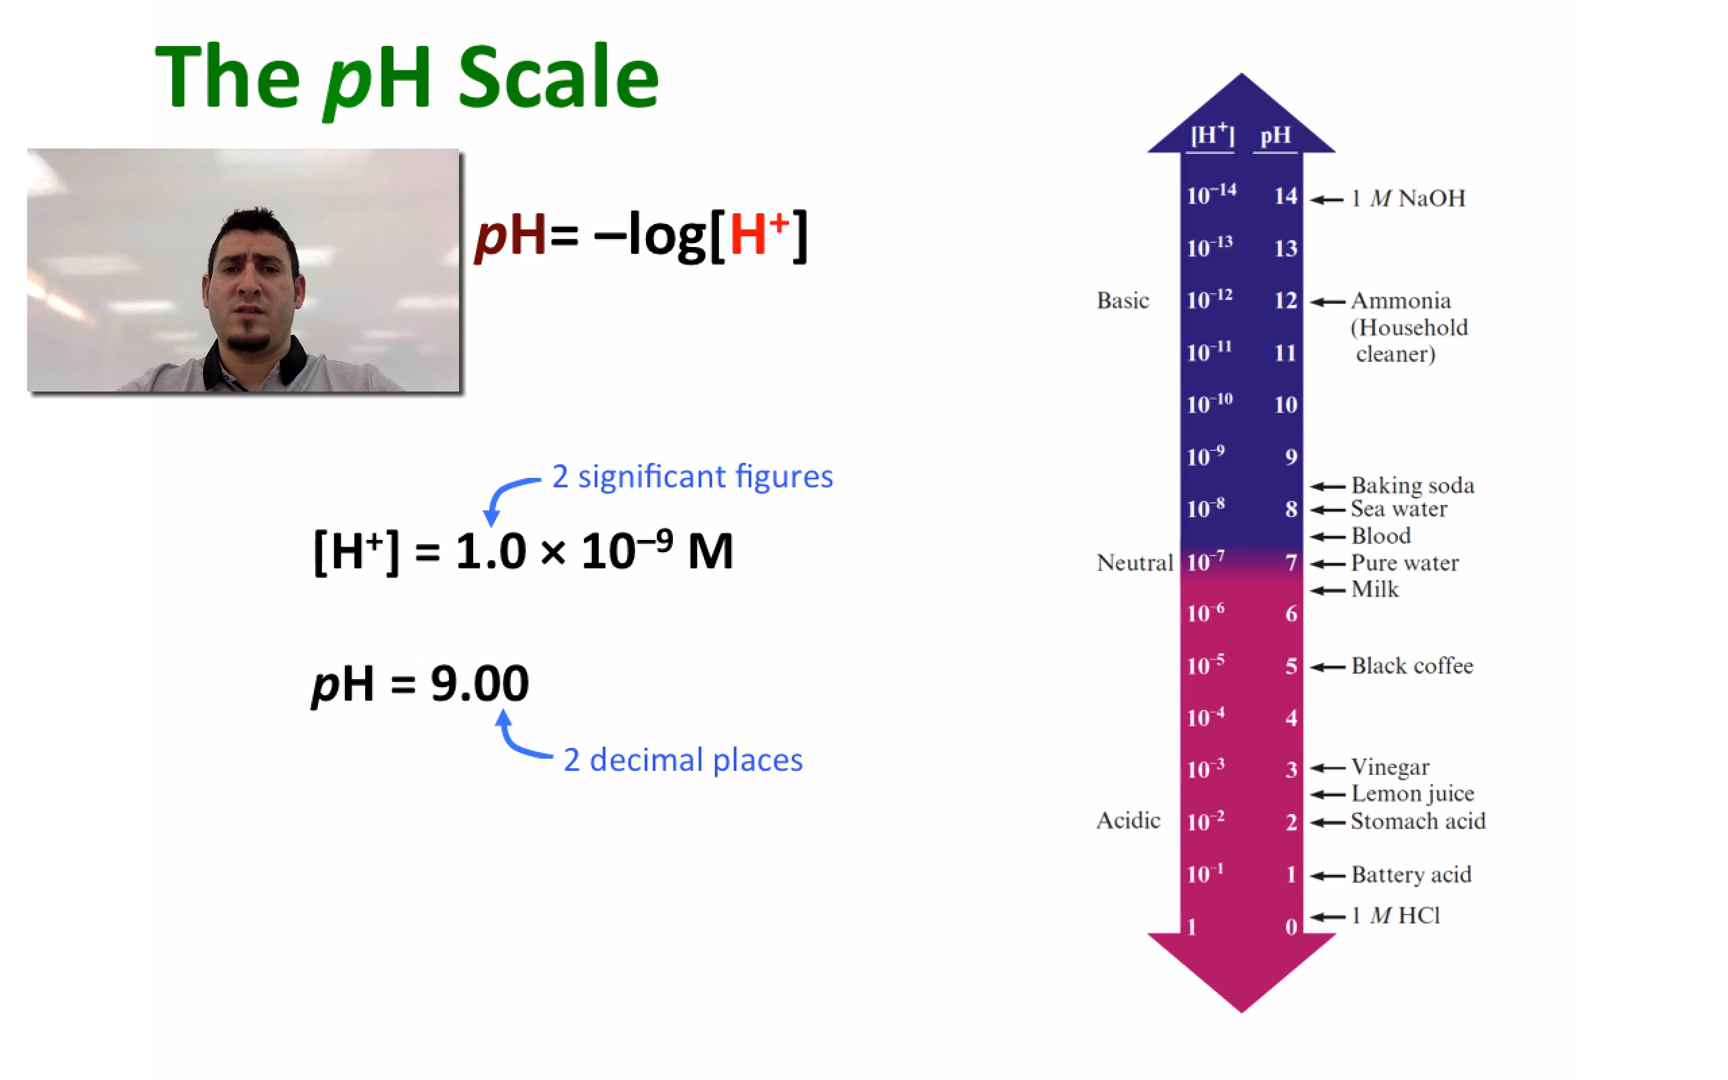 The pH Scale
pH= –log[H⁺]
2 significant figures
[H⁺] = 1.0 × 10⁻⁹ M
pH = 9.00
2 decimal places
[H⁺] pH
10⁻¹⁴ 14 1 M NaOH
10⁻¹³ 13
Basic 10⁻¹² 12 Ammonia
(Household
cleaner)
10⁻¹¹ 11
10⁻¹⁰ 10
10⁻⁹ 9
Baking soda
10⁻⁸ 8 Sea water
Blood
Neutral 10⁻⁷ 7 Pure water
Milk
10⁻⁶ 6
10⁻⁵ 5 Black coffee
10⁻⁴ 4
10⁻³ 3 Vinegar
Lemon juice
Acidic 10⁻² 2 Stomach acid
10⁻¹ 1 Battery acid
1 M HCl
1 0